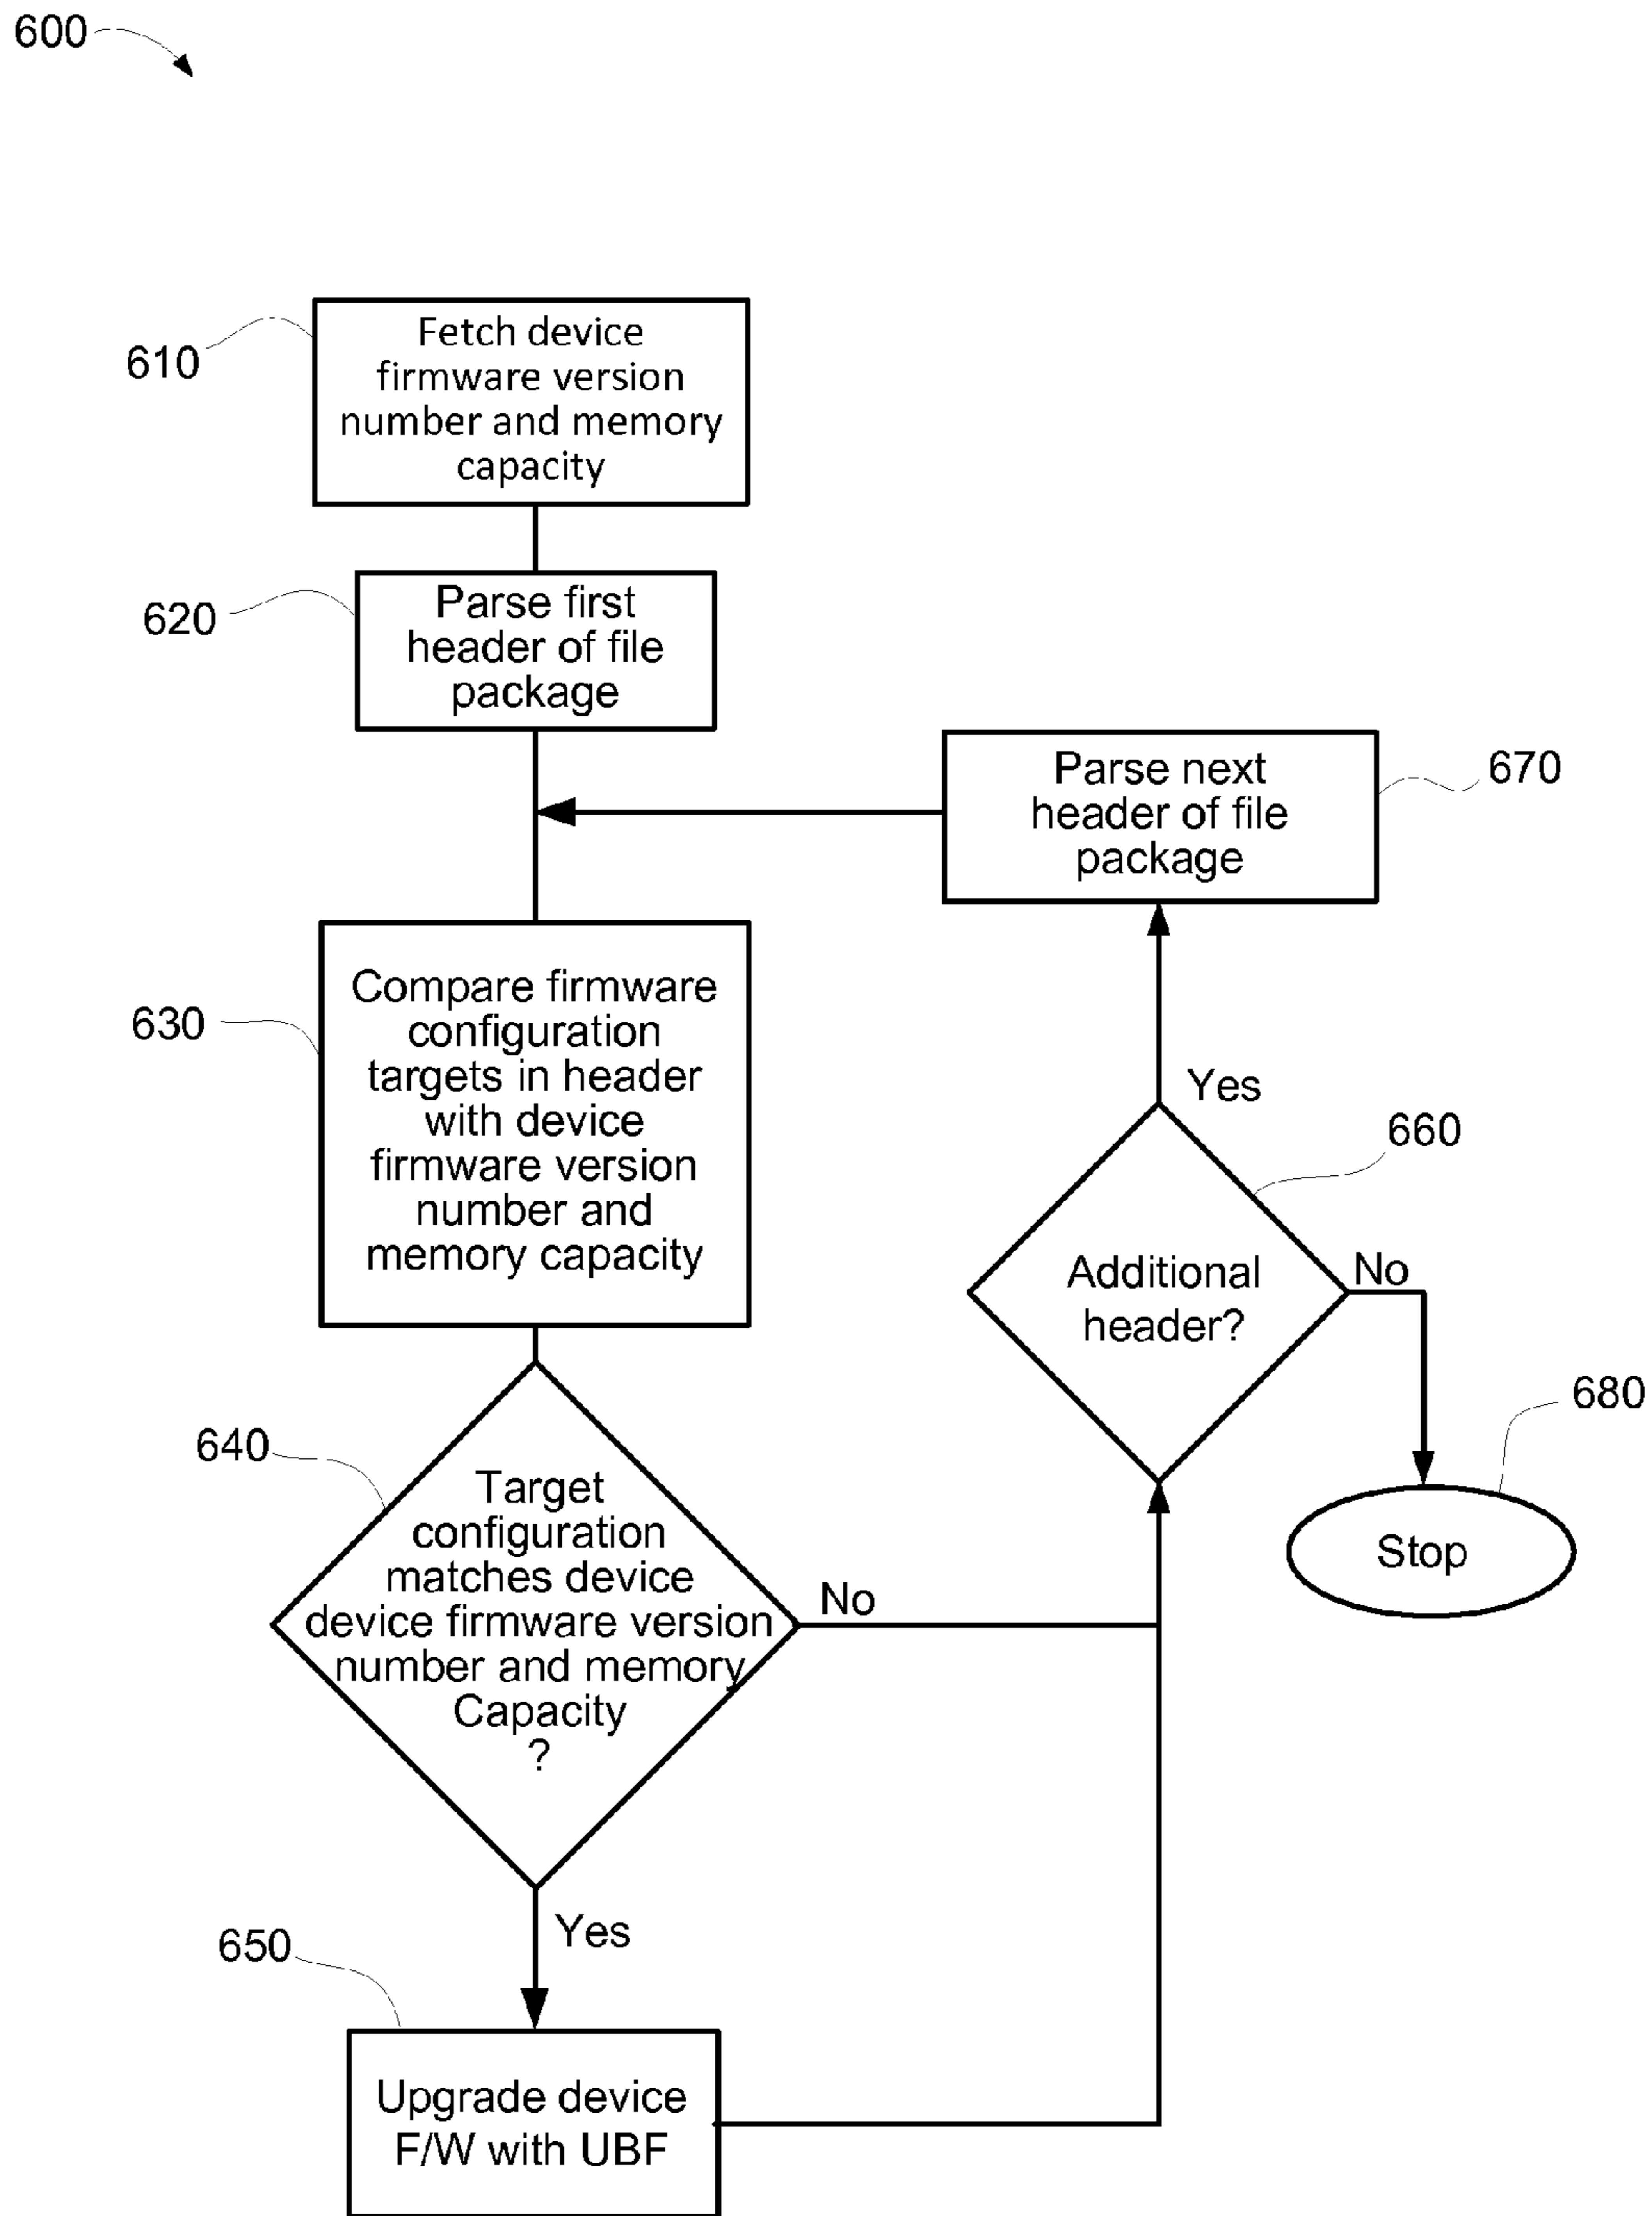 600
610
Fetch device
firmware version
number and memory
capacity
620
Parse first
header of file
package
Parse next
header of file
package
670
630
Compare firmware
configuration
targets in header
with device
firmware version
number and
memory capacity
Yes
660
Additional
header?
No
680
Stop
640
Target
configuration
matches device
device firmware version
number and memory
Capacity
?
No
Yes
650
Upgrade device
F/W with UBF